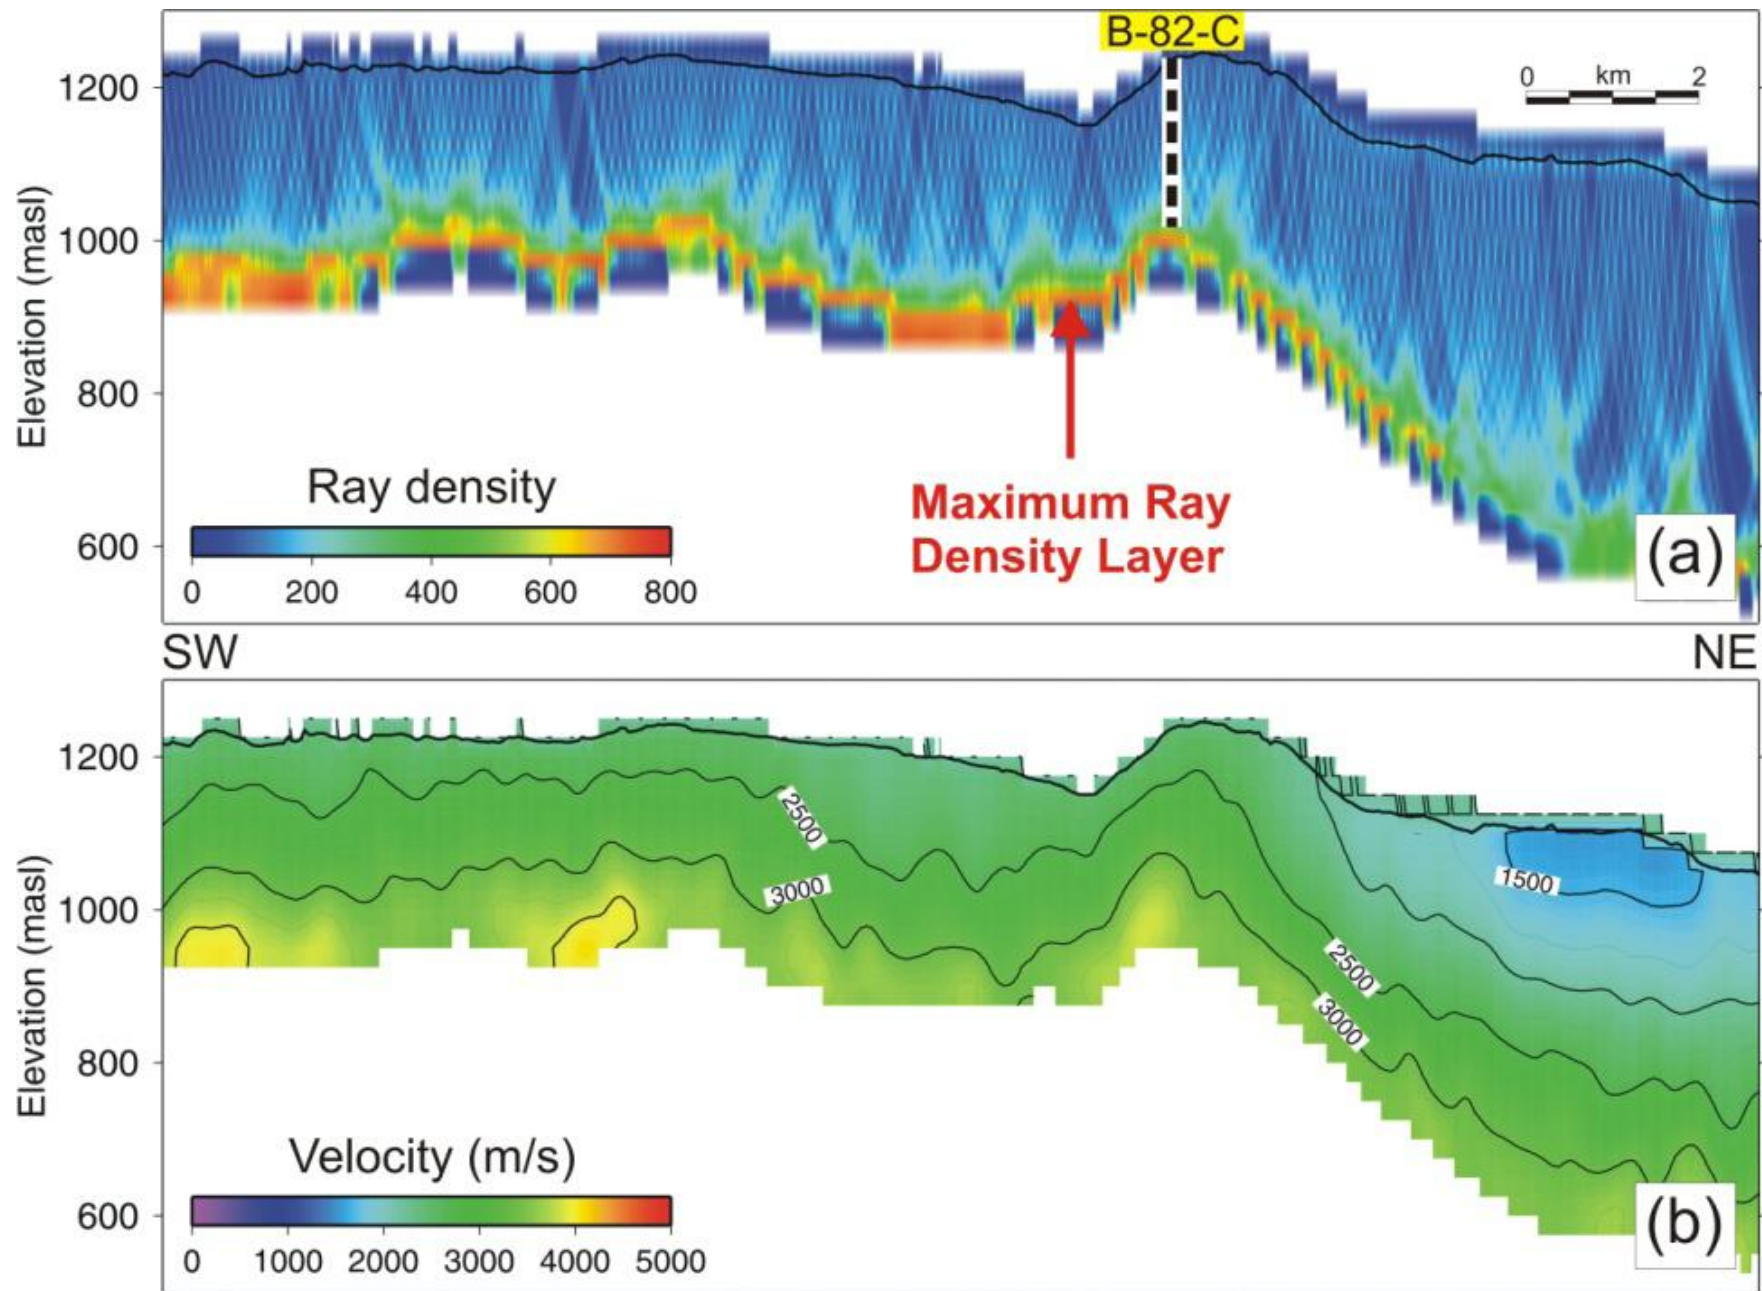 B-82-C
0 km 2
1200
1000
800
600
Elevation (masl)
Ray density
0 200 400 600 800
Maximum Ray
Density Layer
(a)
SW NE
1200
1000
800
600
Elevation (masl)
2500
3000
1500
2500
3000
Velocity (m/s)
0 1000 2000 3000 4000 5000
(b)